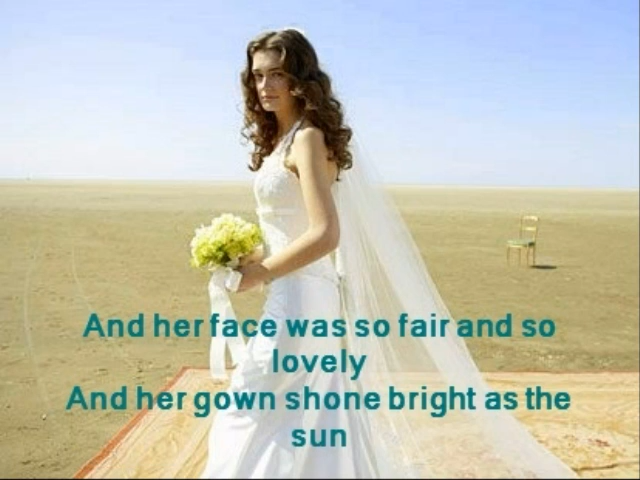 And her face was so fair and so
lovely
And her gown shone bright as the
sun